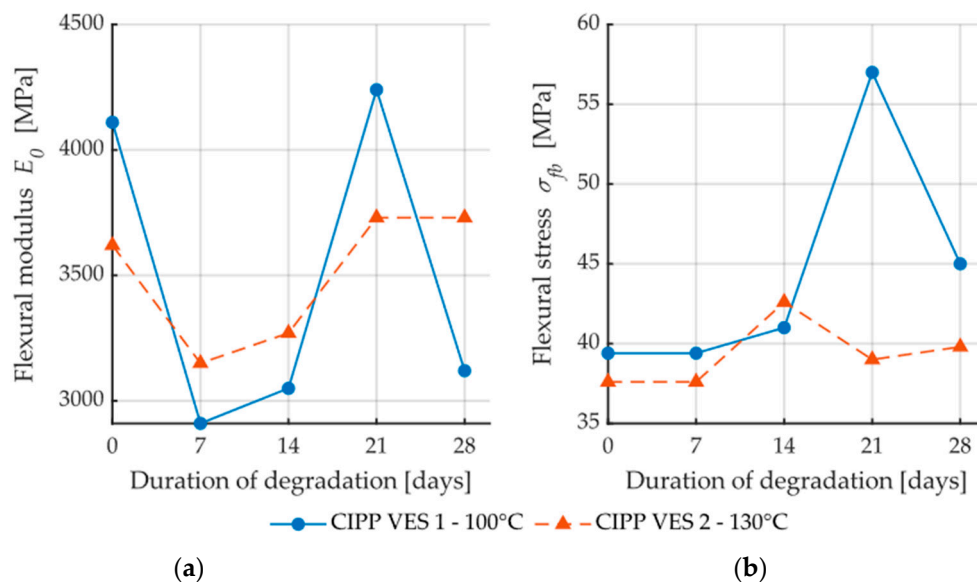 4500
4000
3500
3000
Flexural modulus E0 [MPa]
0 7 14 21 28
Duration of degradation [days]
60
55
50
45
40
35
Flexural stress σfb [MPa]
0 7 14 21 28
Duration of degradation [days]
CIPP VES 1 - 100°C CIPP VES 2 - 130°C
(a) (b)